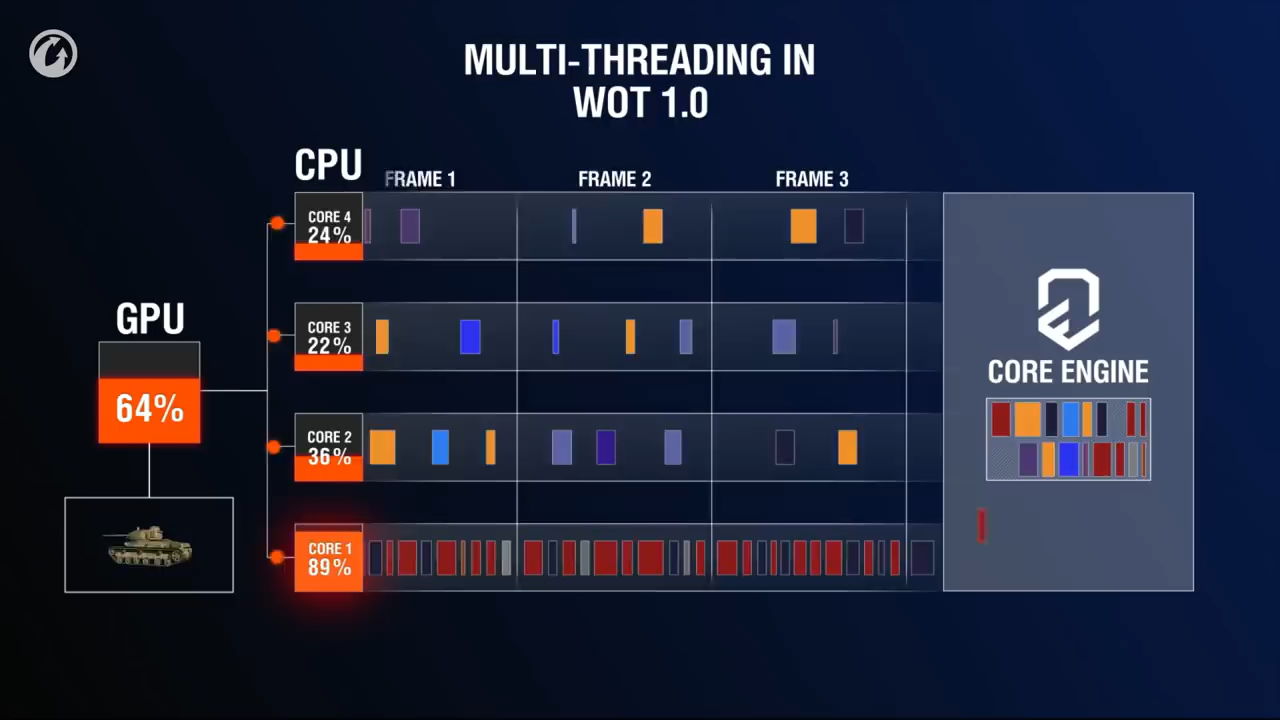 MULTI-THREADING IN
WOT 1.0
CPU
FRAME 1
FRAME 2
FRAME 3
CORE 4
24%
CORE 3
22%
GPU
64%
CORE 2
36%
CORE 1
89%
CORE ENGINE